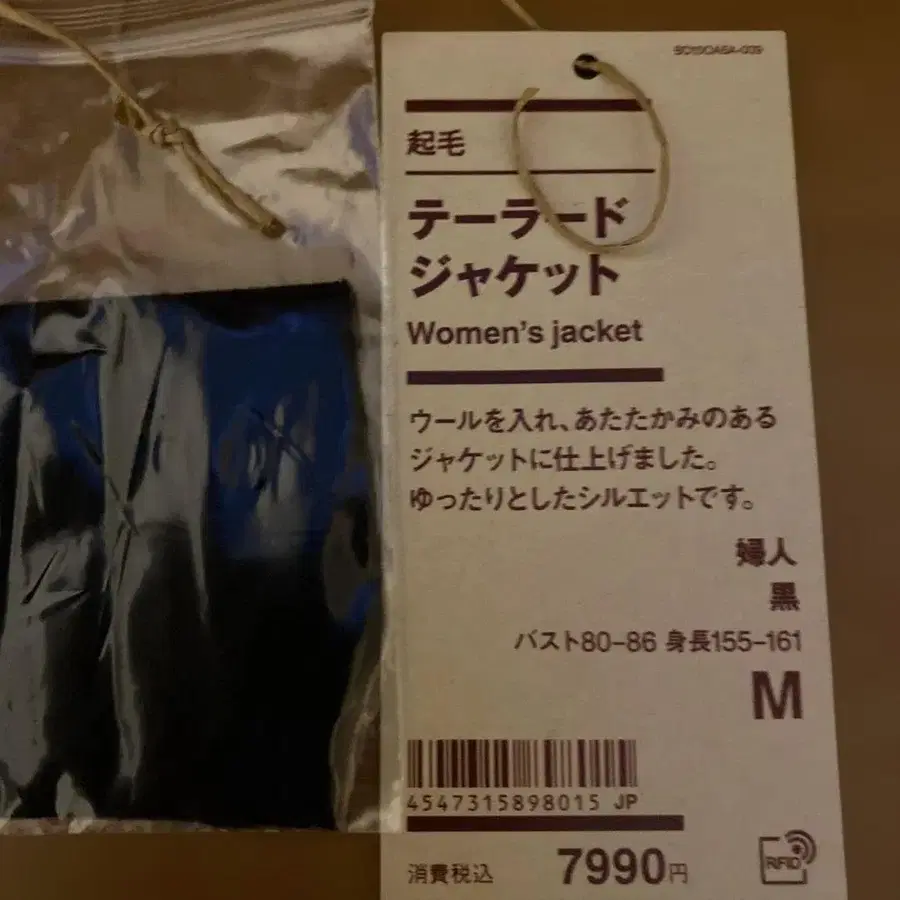 起毛
テーラード
ジャケット
Women's jacket
ウールを入れ、あたたかみのある
ジャケットに仕上げました。
ゆったりとしたシルエットです。
婦人
黒
バスト80-86 身長155-161
M
4547315898015 JP
消費税込 7990円
RFID